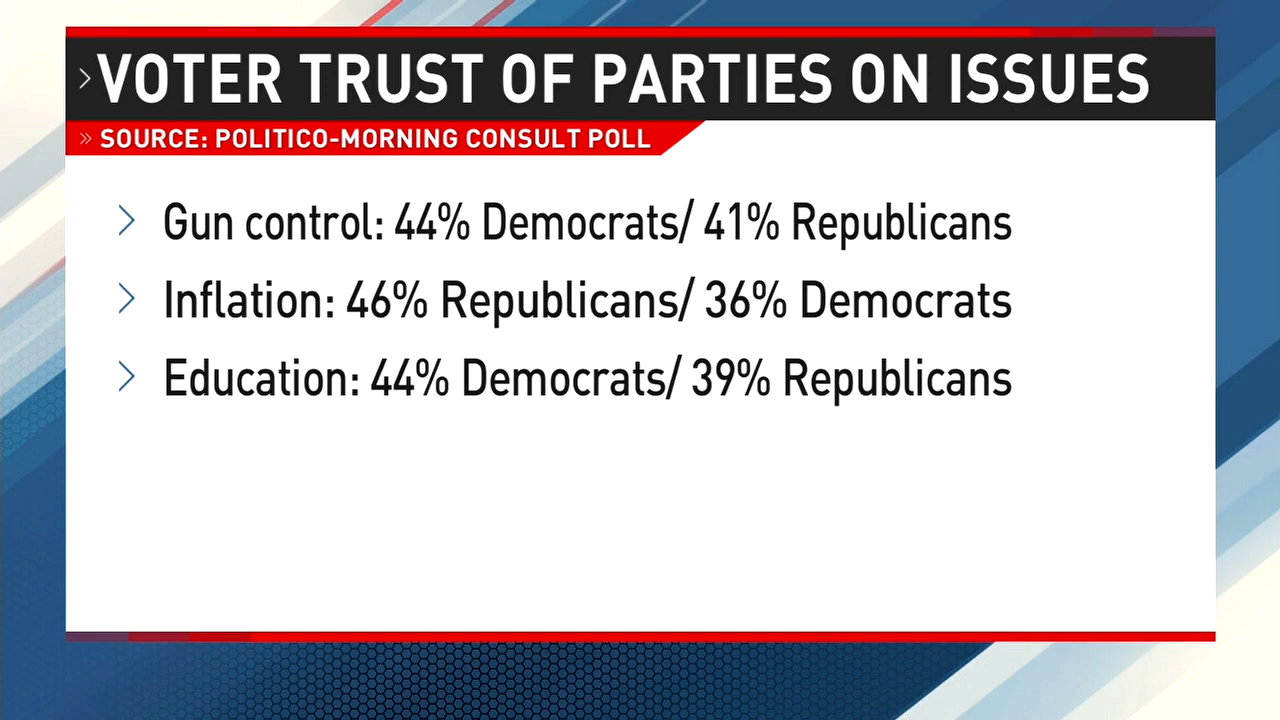 VOTER TRUST OF PARTIES ON ISSUES
SOURCE: POLITICO-MORNING CONSULT POLL
Gun control: 44% Democrats/ 41% Republicans
Inflation: 46% Republicans/ 36% Democrats
Education: 44% Democrats/ 39% Republicans